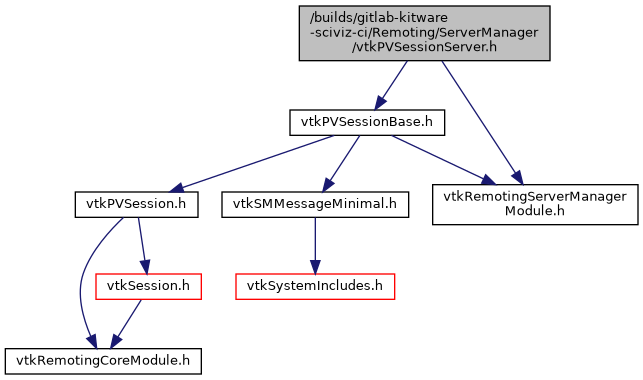 /builds/gitlab-kitware
-sciviz-ci/Remoting/ServerManager
/vtkPVSessionServer.h
vtkPVSessionBase.h
vtkPVSession.h
vtkSMMessageMinimal.h
vtkRemotingServerManager
Module.h
vtkSession.h
vtkSystemIncludes.h
vtkRemotingCoreModule.h